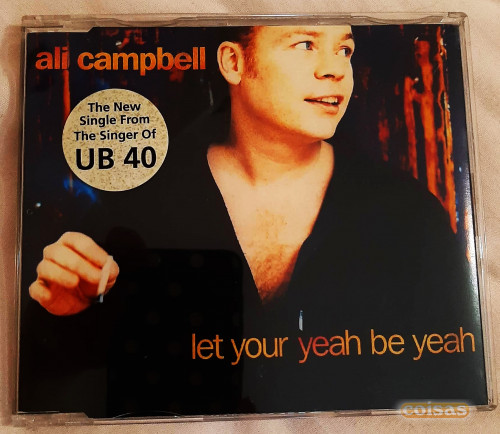 ali campbell
The New
Single From
The Singer Of
UB 40
let your yeah be yeah
coisas